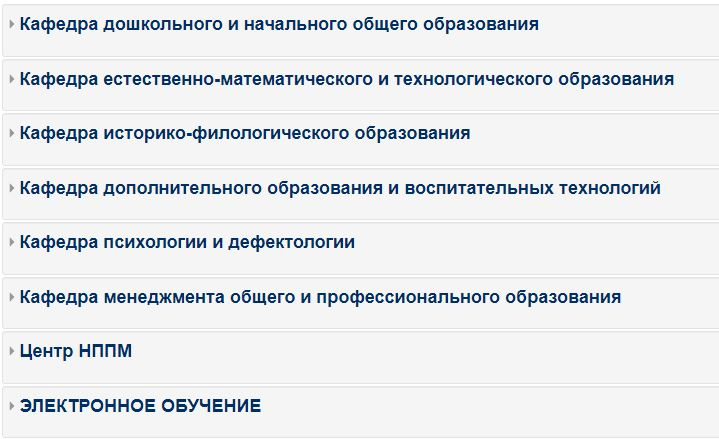 Кафедра дошкольного и начального общего образования
Кафедра естественно-математического и технологического образования
Кафедра историко-филологического образования
Кафедра дополнительного образования и воспитательных технологий
Кафедра психологии и дефектологии
Кафедра менеджмента общего и профессионального образования
Центр НППМ
ЭЛЕКТРОННОЕ ОБУЧЕНИЕ